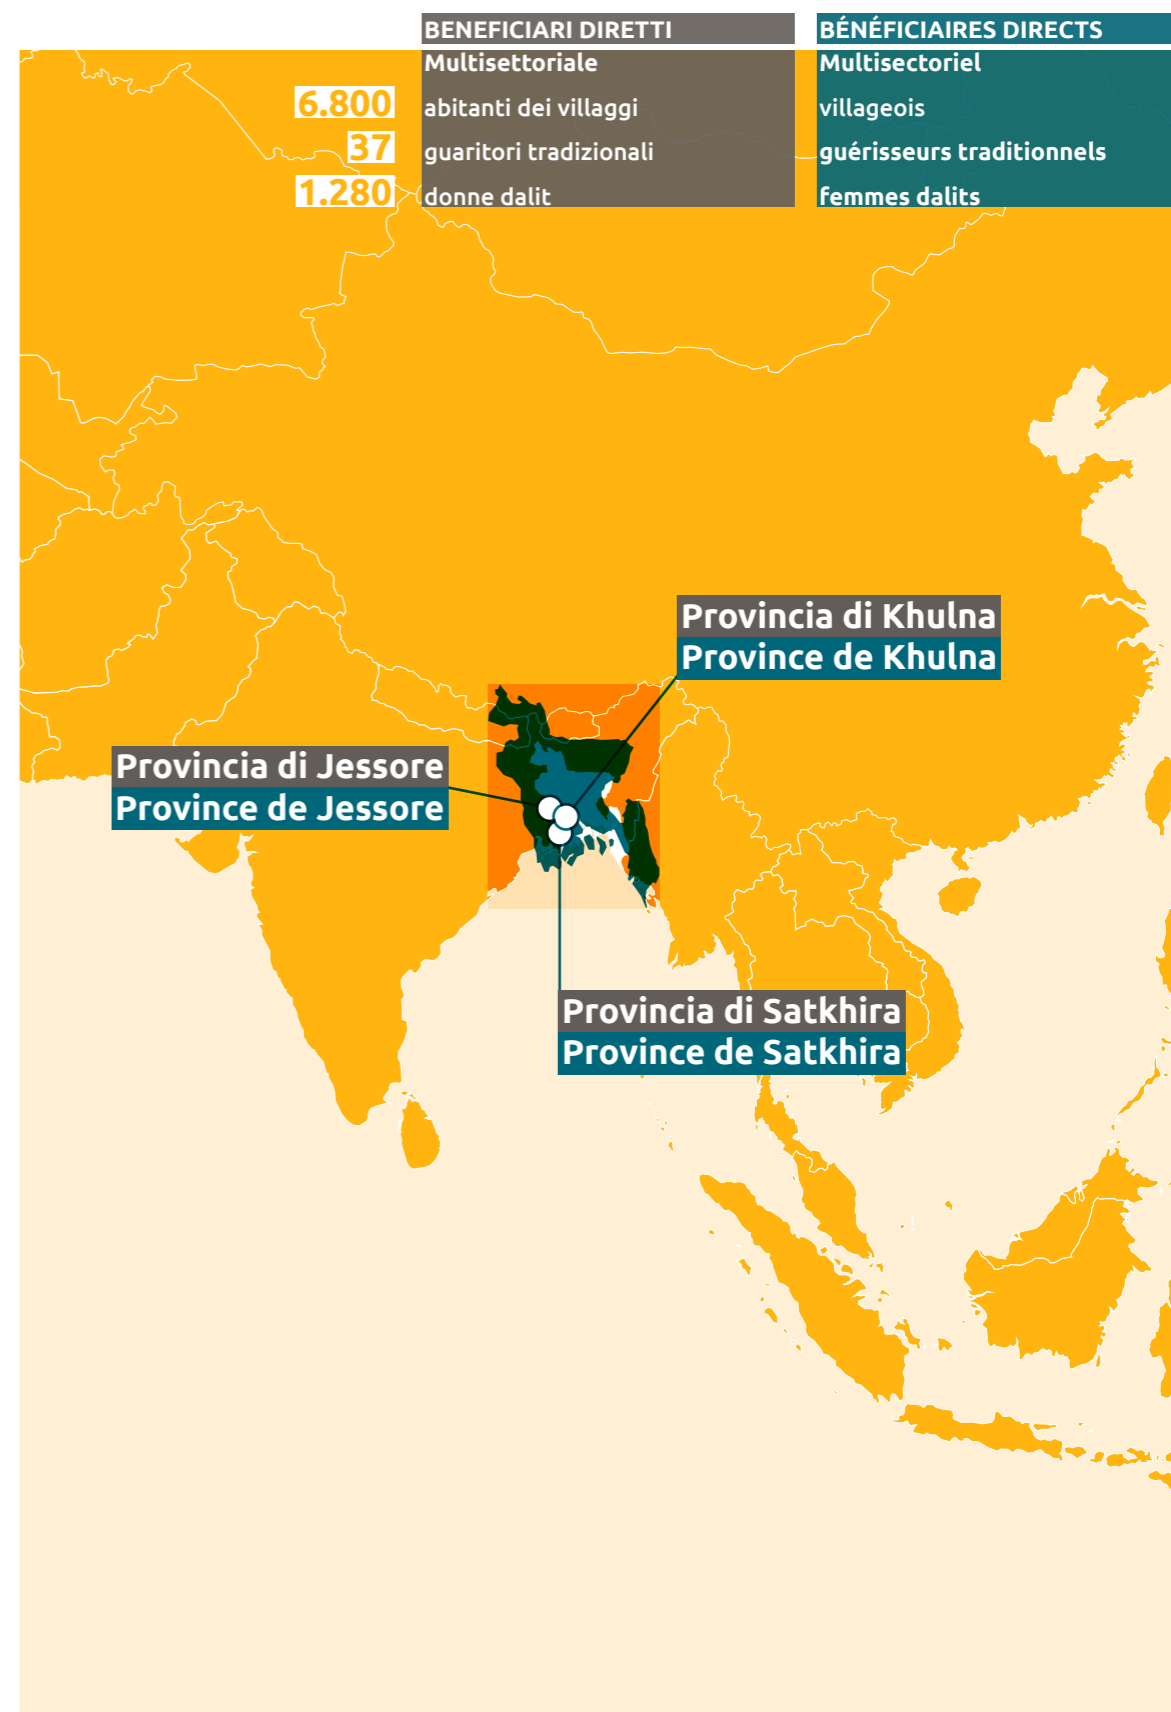 BENEFICIARI DIRETTI
BÉNÉFICIAIRES DIRECTS
Multisettoriale
Multisectoriel
6.800 abitanti dei villaggi
villageois
37 guaritori tradizionali
guérisseurs traditionnels
1.280 donne dalit
femmes dalits
Provincia di Khulna
Province de Khulna
Provincia di Jessore
Province de Jessore
Provincia di Satkhira
Province de Satkhira